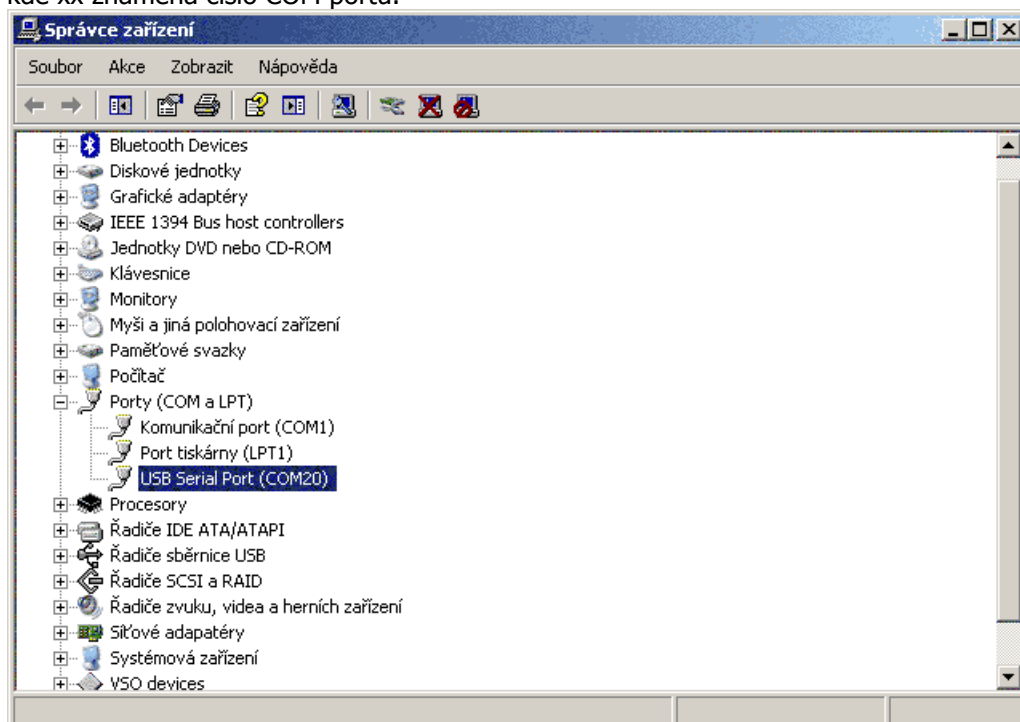 kde xx znamená číslo COM portu.
Správce zařízení
Soubor Akce Zobrazit Nápověda
Bluetooth Devices
Diskové jednotky
Grafické adaptéry
IEEE 1394 Bus host controllers
Jednotky DVD nebo CD-ROM
Klávesnice
Monitory
Myši a jiná polohovací zařízení
Paměťové svazky
Počítač
Porty (COM a LPT)
Komunikační port (COM1)
Port tiskárny (LPT1)
USB Serial Port (COM20)
Procesory
Řadiče IDE ATA/ATAPI
Řadiče sběrnice USB
Řadiče SCSI a RAID
Řadiče zvuku, videa a herních zařízení
Síťové adapatéry
Systémová zařízení
VSO devices